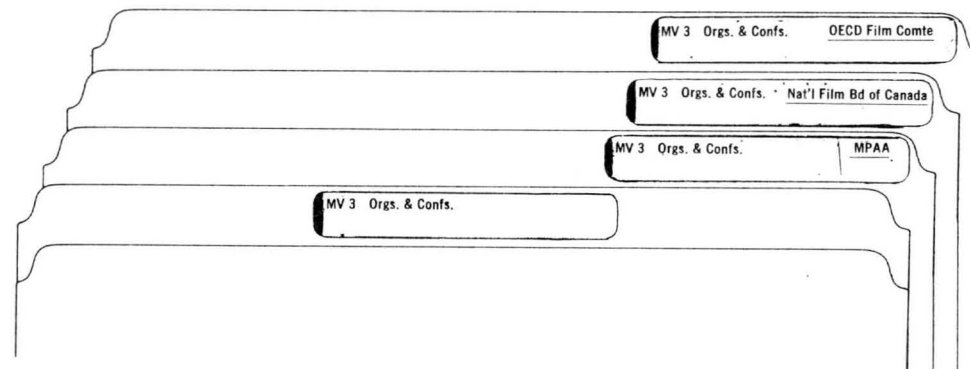 MV 3 Orgs. & Confs. OECD Film Comte
MV 3 Orgs. & Confs. Nat'l Film Bd of Canada
MV 3 Orgs. & Confs. MPAA
MV 3 Orgs. & Confs.